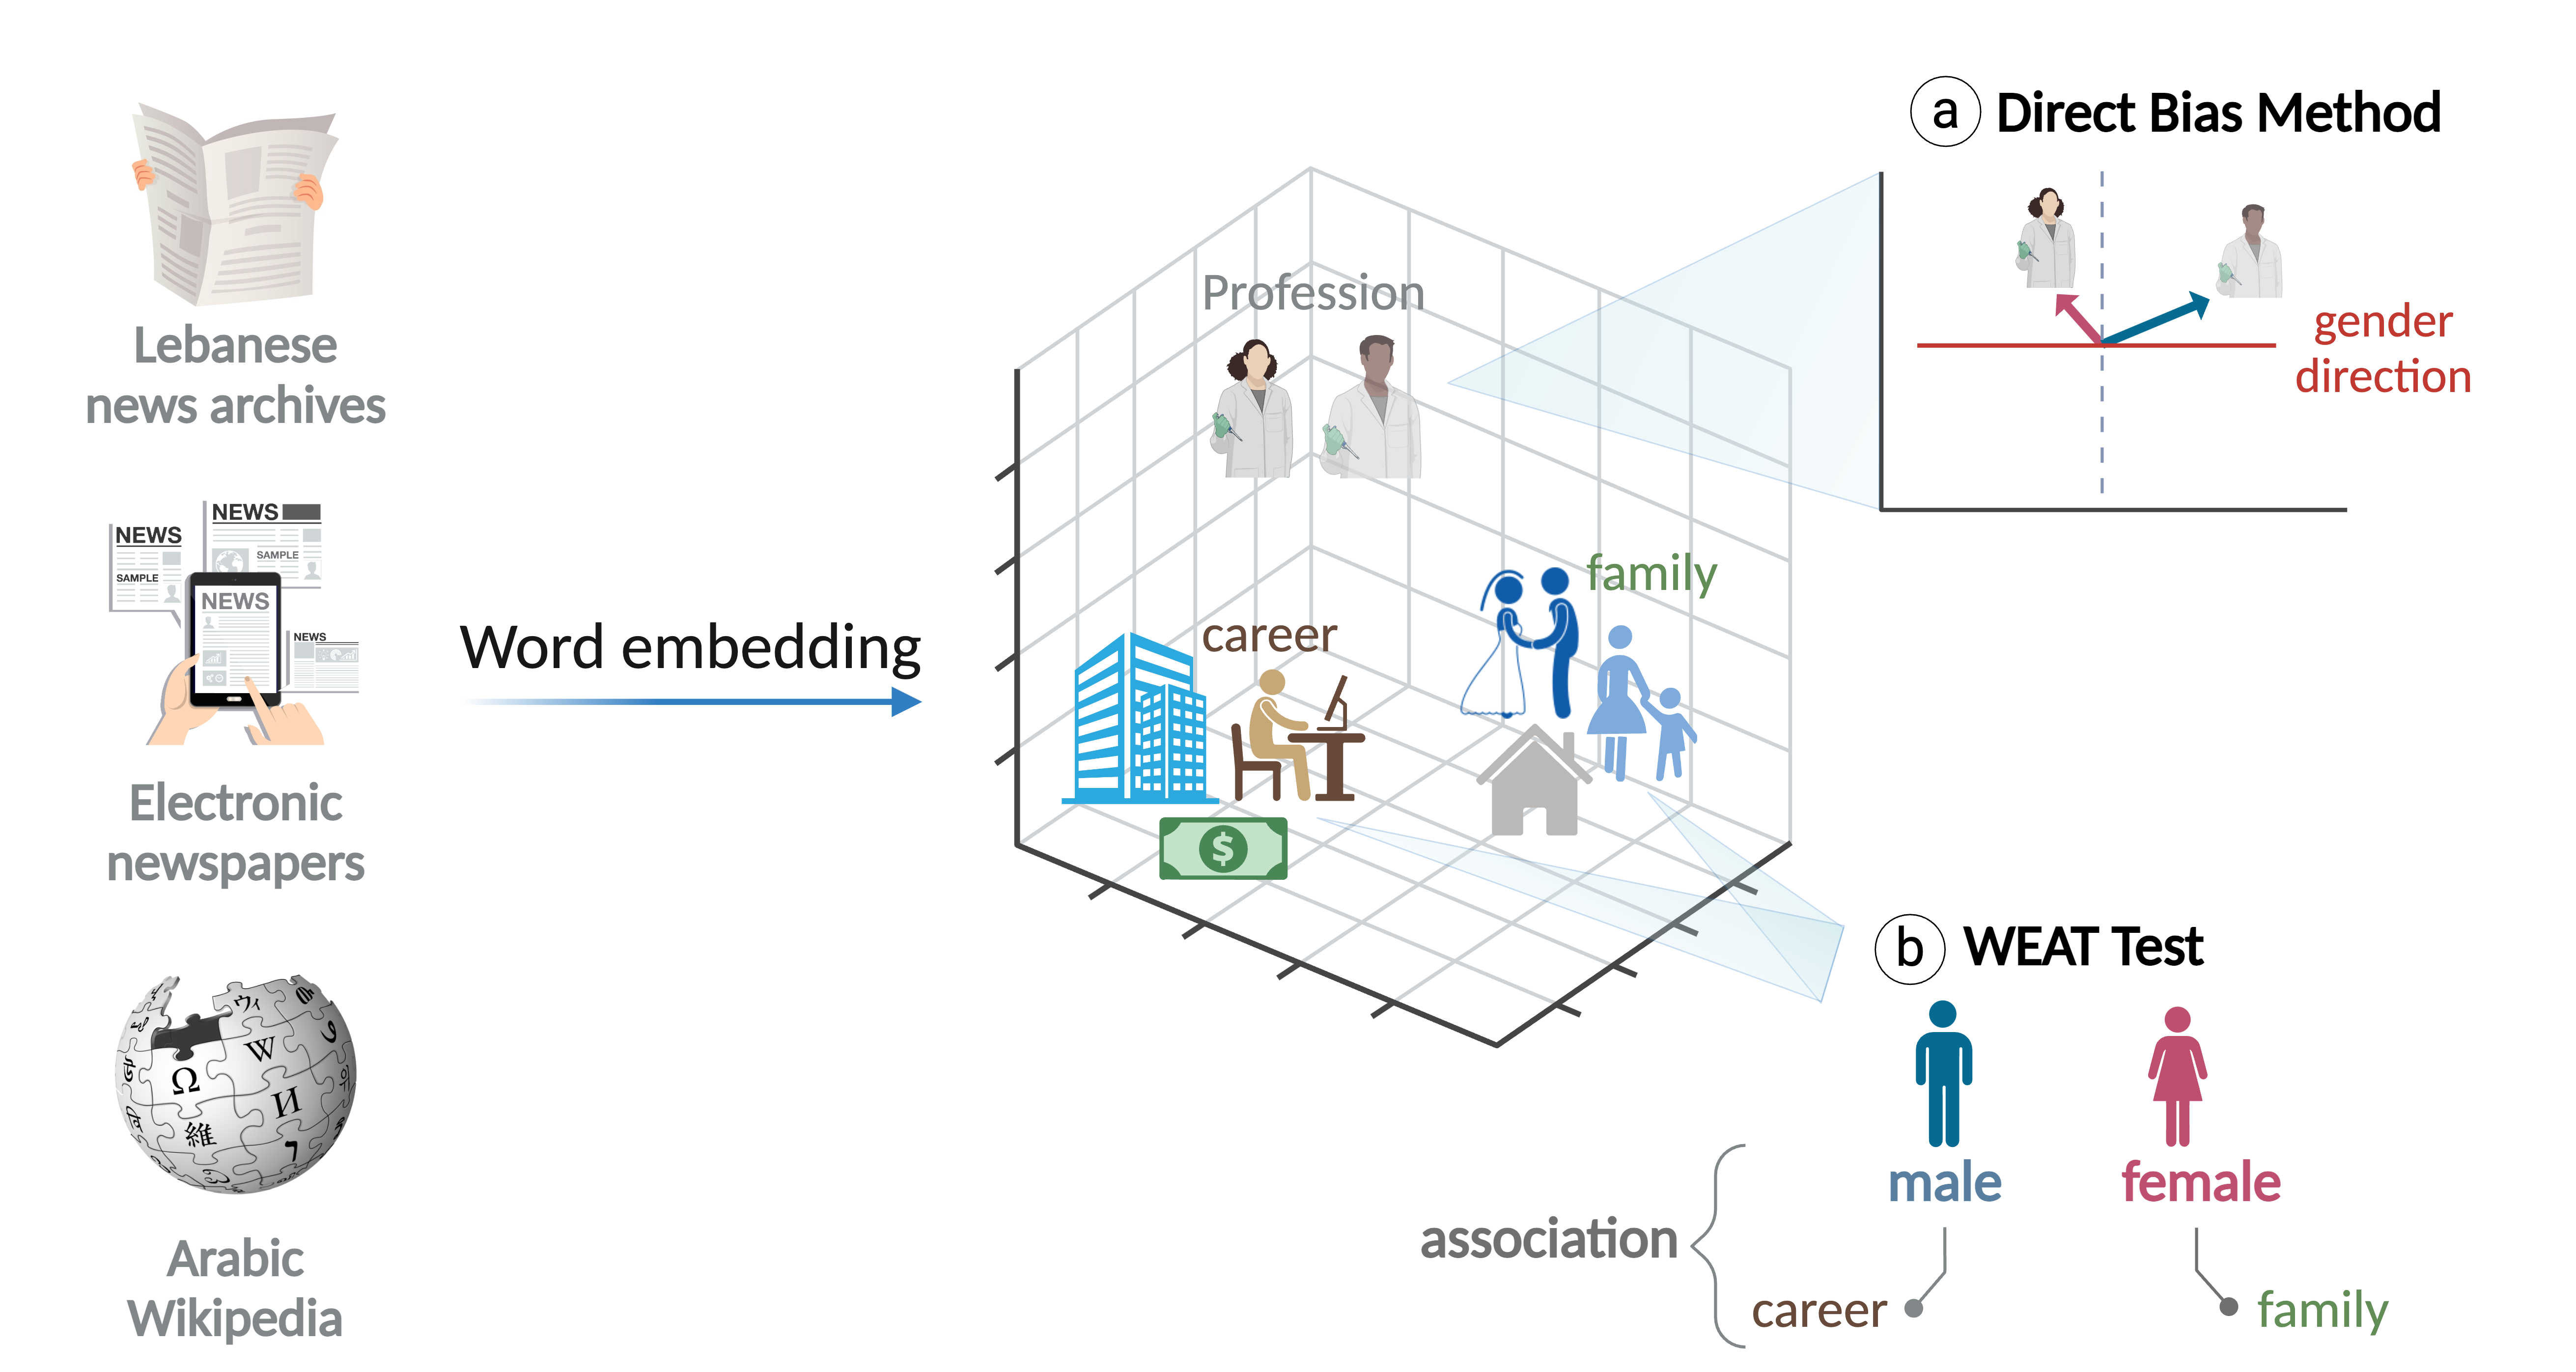 Lebanese
news archives
NEWS
NEWS
SAMPLE
SAMPLE
NEWS
NEWS
Electronic
newspapers
W
Ω
И
維
Arabic
Wikipedia
Word embedding
Profession
career
family
$
a Direct Bias Method
gender
direction
b WEAT Test
male
female
association
career
family